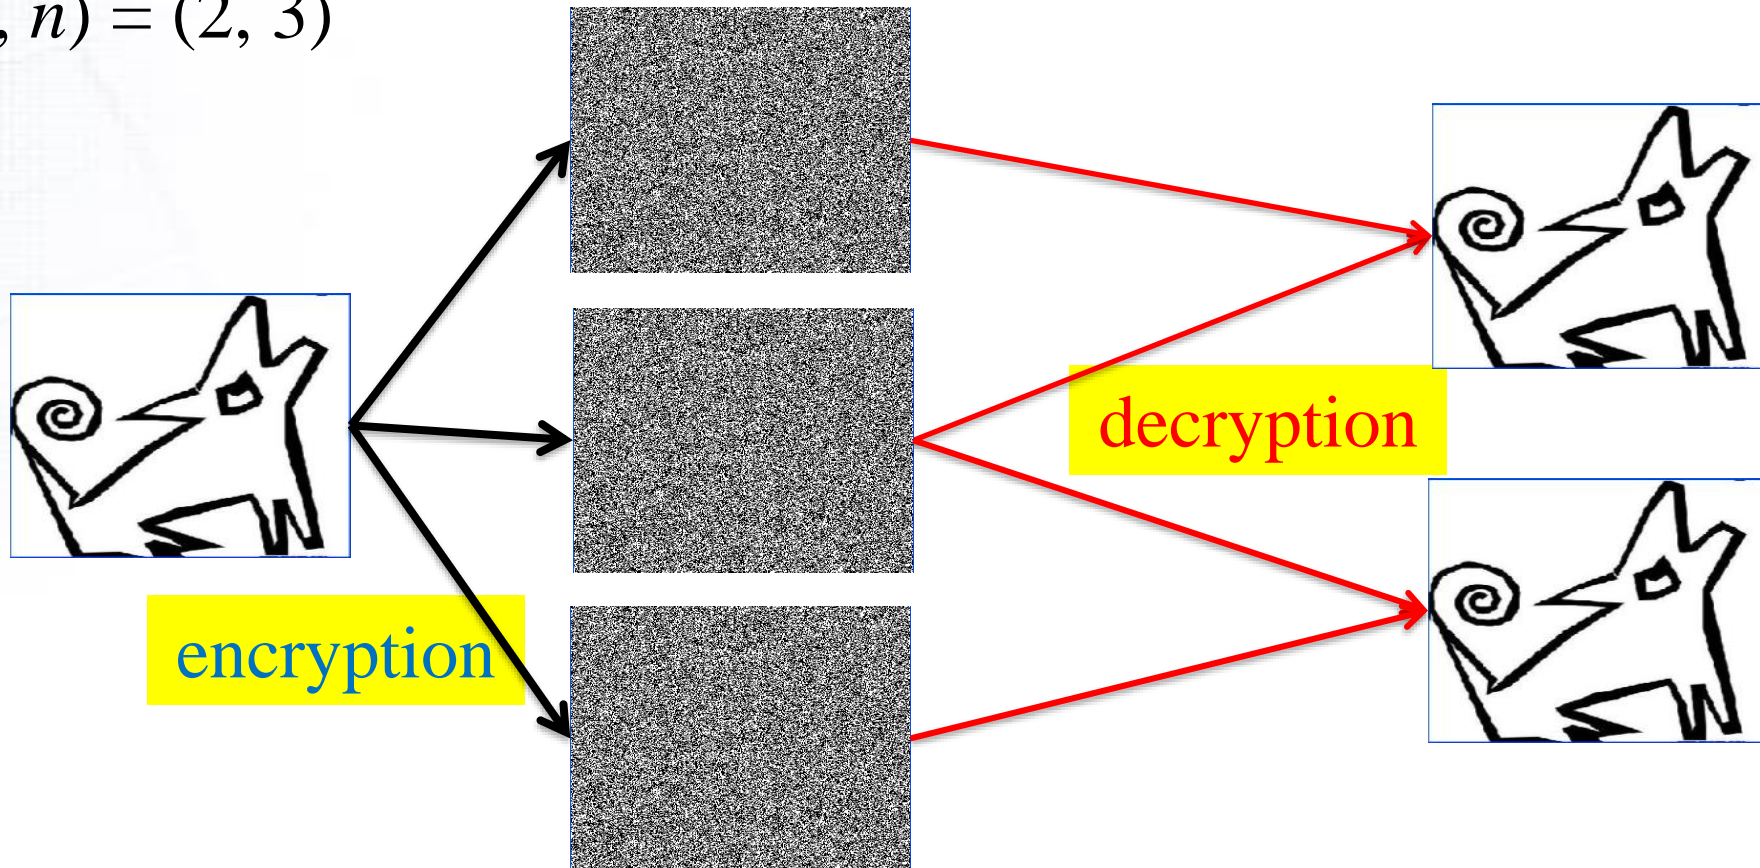 , n) = (2, 3)
decryption
encryption